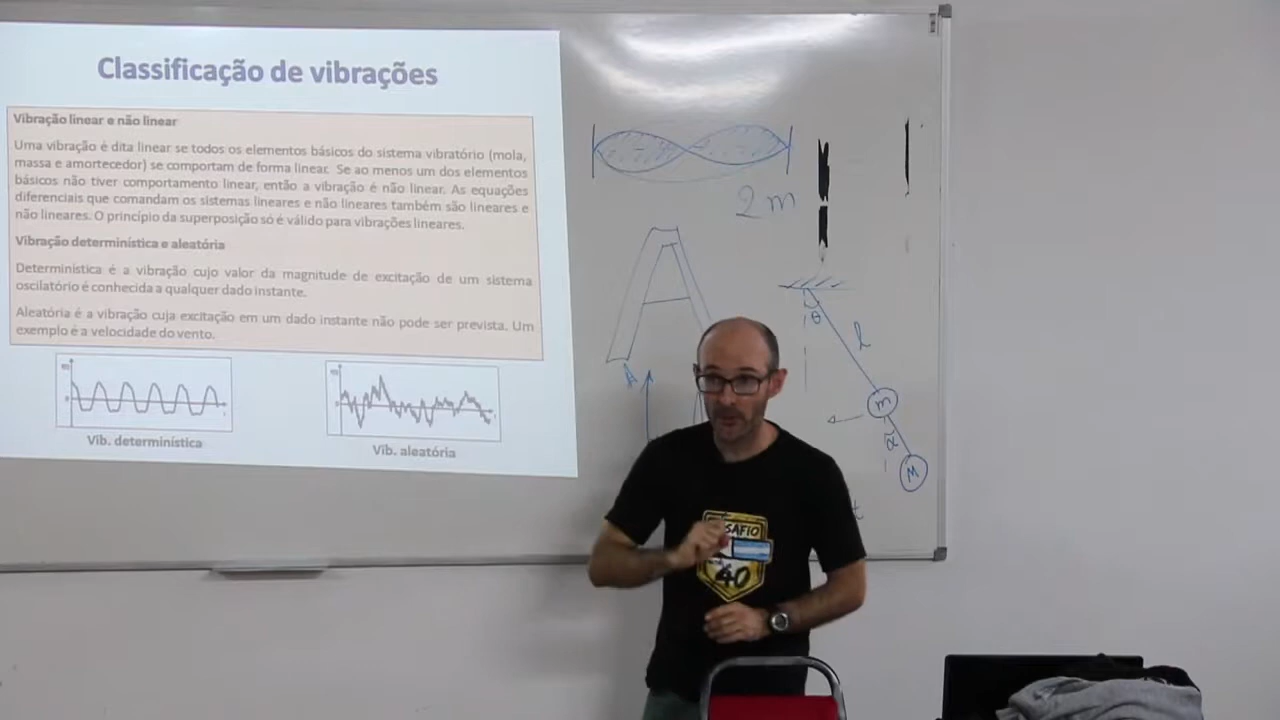 Classificação de vibrações
Vibração linear e não linear
Uma vibração é dita linear se todos os elementos básicos do sistema vibratório (mola,
massa e amortecedor) se comportam de forma linear. Se ao menos um dos elementos
básicos não tiver comportamento linear, então a vibração é não linear. As equações
diferenciais que comandam os sistemas lineares e não lineares também são lineares e
não lineares. O princípio da superposição só é válido para vibrações lineares.
Vibração determinística e aleatória
Determinística é a vibração cujo valor da magnitude de excitação de um sistema
oscilatório é conhecida a qualquer dado instante.
Aleatória é a vibração cuja excitação em um dado instante não pode ser prevista. Um
exemplo é a velocidade do vento.
Vib. determinística
Vib. aleatória
2 m
θ
l
A
m
α
M
t
40